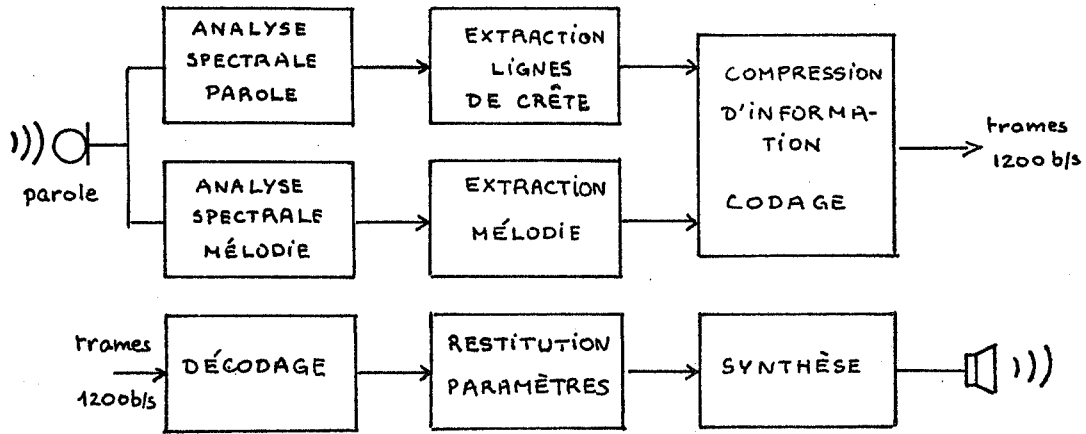 ANALYSE
SPECTRALE
PAROLE
EXTRACTION
LIGNES
DE CRÊTE
COMPRESSION
D'INFORMA-
TION
CODAGE
trames
1200 b/s
parole
ANALYSE
SPECTRALE
MÉLODIE
EXTRACTION
MÉLODIE
trames
1200b/s
DÉCODAGE
RESTITUTION
PARAMÈTRES
SYNTHÈSE